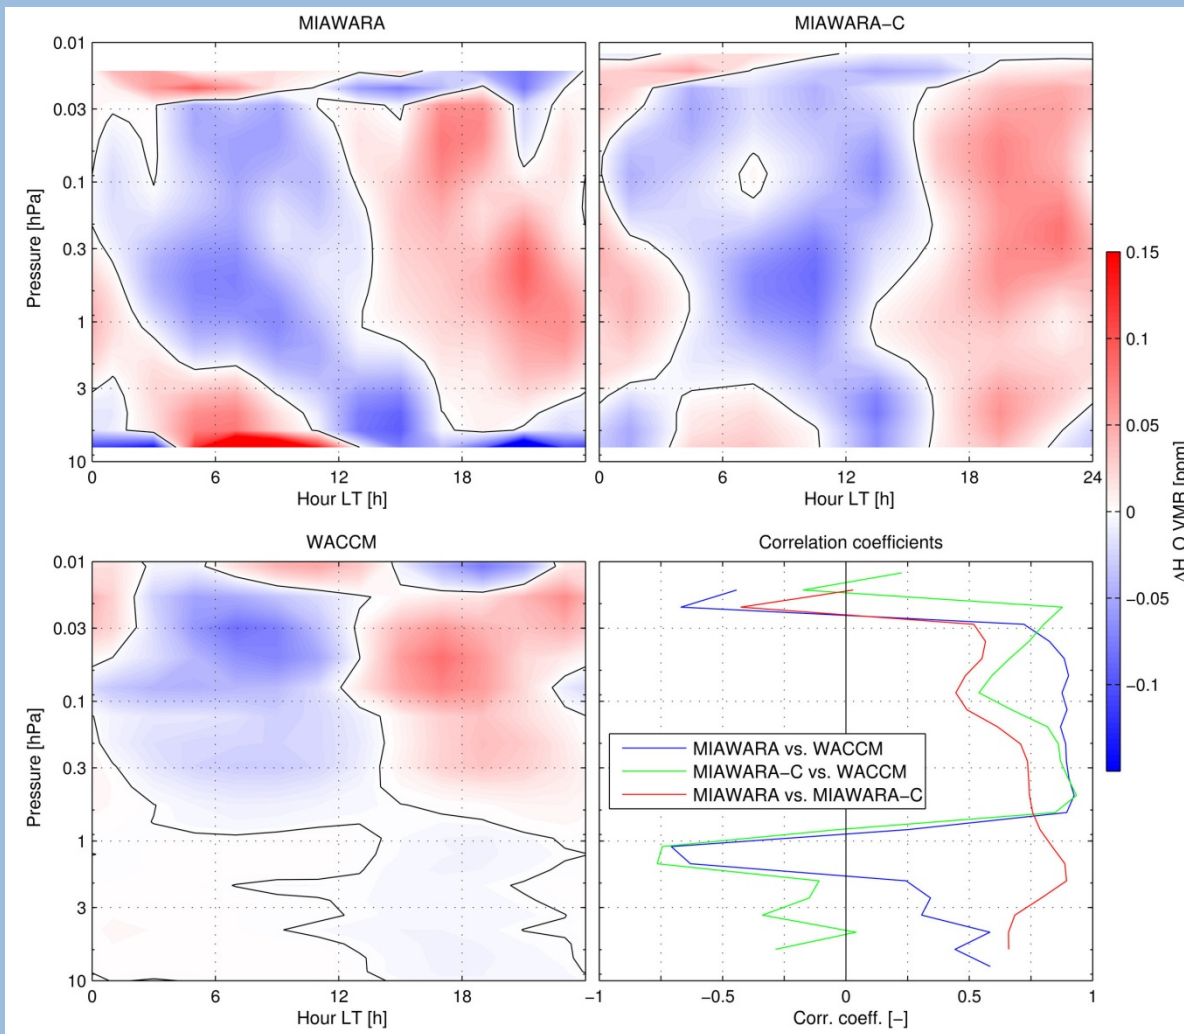 MIAWARA
MIAWARA−C
0.01
0.03
0.1
0.3
1
3
10
Pressure [hPa]
0
6
12
18
Hour LT [h]
0
6
12
18
24
Hour LT [h]
0.15
0.1
0.05
0
−0.05
−0.1
ΔH O VMR [ppm]
WACCM
Correlation coefficients
0.01
0.03
0.1
0.3
1
3
10
Pressure [hPa]
MIAWARA vs. WACCM
MIAWARA−C vs. WACCM
MIAWARA vs. MIAWARA−C
0
6
12
18
Hour LT [h]
−1
−0.5
0
0.5
1
Corr. coeff. [−]